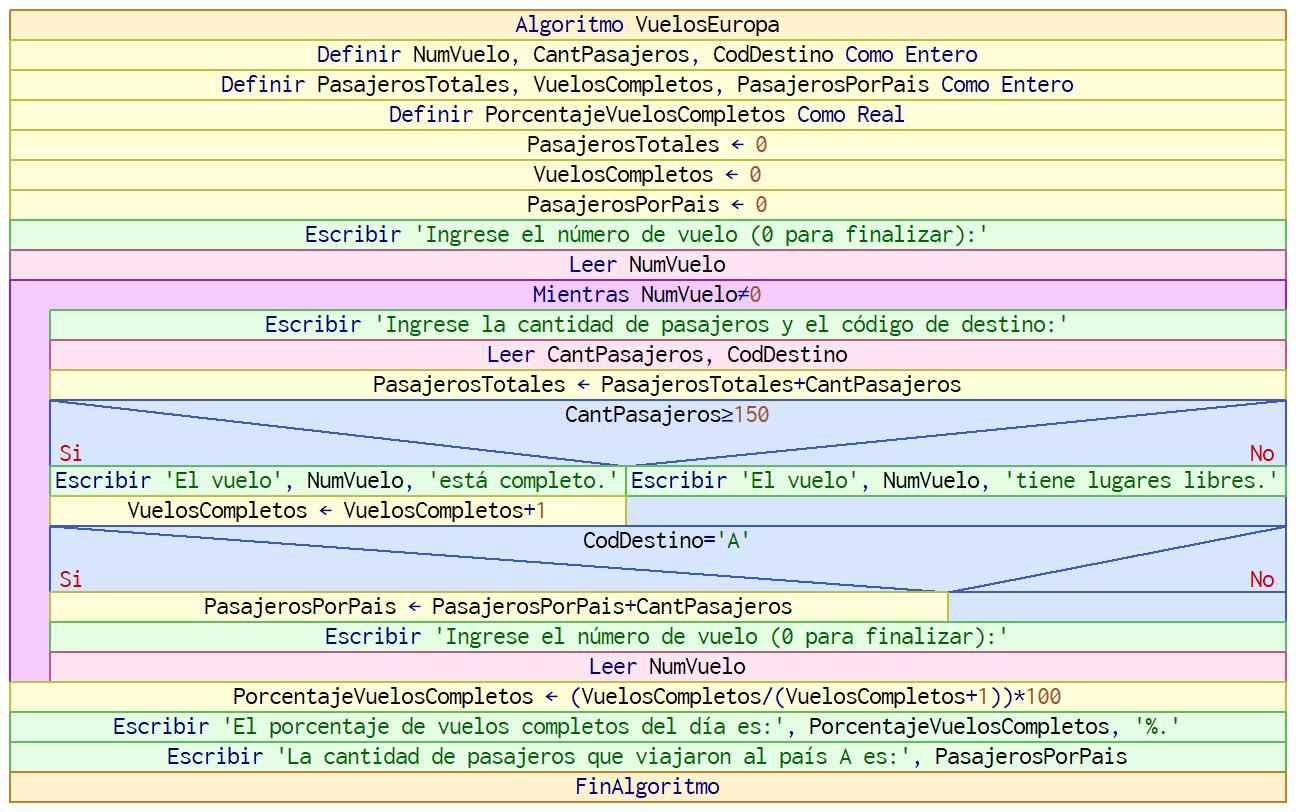 Algoritmo VuelosEuropa
Definir NumVuelo, CantPasajeros, CodDestino Como Entero
Definir PasajerosTotales, VuelosCompletos, PasajerosPorPais Como Entero
Definir PorcentajeVuelosCompletos Como Real
PasajerosTotales ← 0
VuelosCompletos ← 0
PasajerosPorPais ← 0
Escribir 'Ingrese el número de vuelo (0 para finalizar):'
Leer NumVuelo
Mientras NumVuelo≠0
Escribir 'Ingrese la cantidad de pasajeros y el código de destino:'
Leer CantPasajeros, CodDestino
PasajerosTotales ← PasajerosTotales+CantPasajeros
CantPasajeros≥150
Si No
Escribir 'El vuelo', NumVuelo, 'está completo.' Escribir 'El vuelo', NumVuelo, 'tiene lugares libres.'
VuelosCompletos ← VuelosCompletos+1
CodDestino='A'
Si No
PasajerosPorPais ← PasajerosPorPais+CantPasajeros
Escribir 'Ingrese el número de vuelo (0 para finalizar):'
Leer NumVuelo
PorcentajeVuelosCompletos ← (VuelosCompletos/(VuelosCompletos+1))*100
Escribir 'El porcentaje de vuelos completos del día es:', PorcentajeVuelosCompletos, '%.'
Escribir 'La cantidad de pasajeros que viajaron al país A es:', PasajerosPorPais
FinAlgoritmo